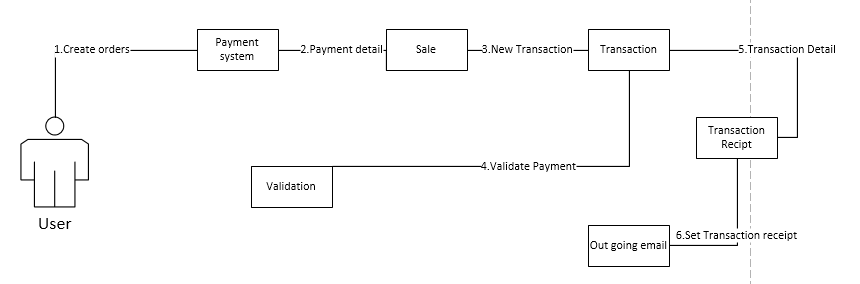 1.Create orders
Payment
system
2.Payment detail
Sale
3.New Transaction
Transaction
5.Transaction Detail
Transaction
Recipt
4.Validate Payment
Validation
User
6.Set Transaction receipt
Out going email